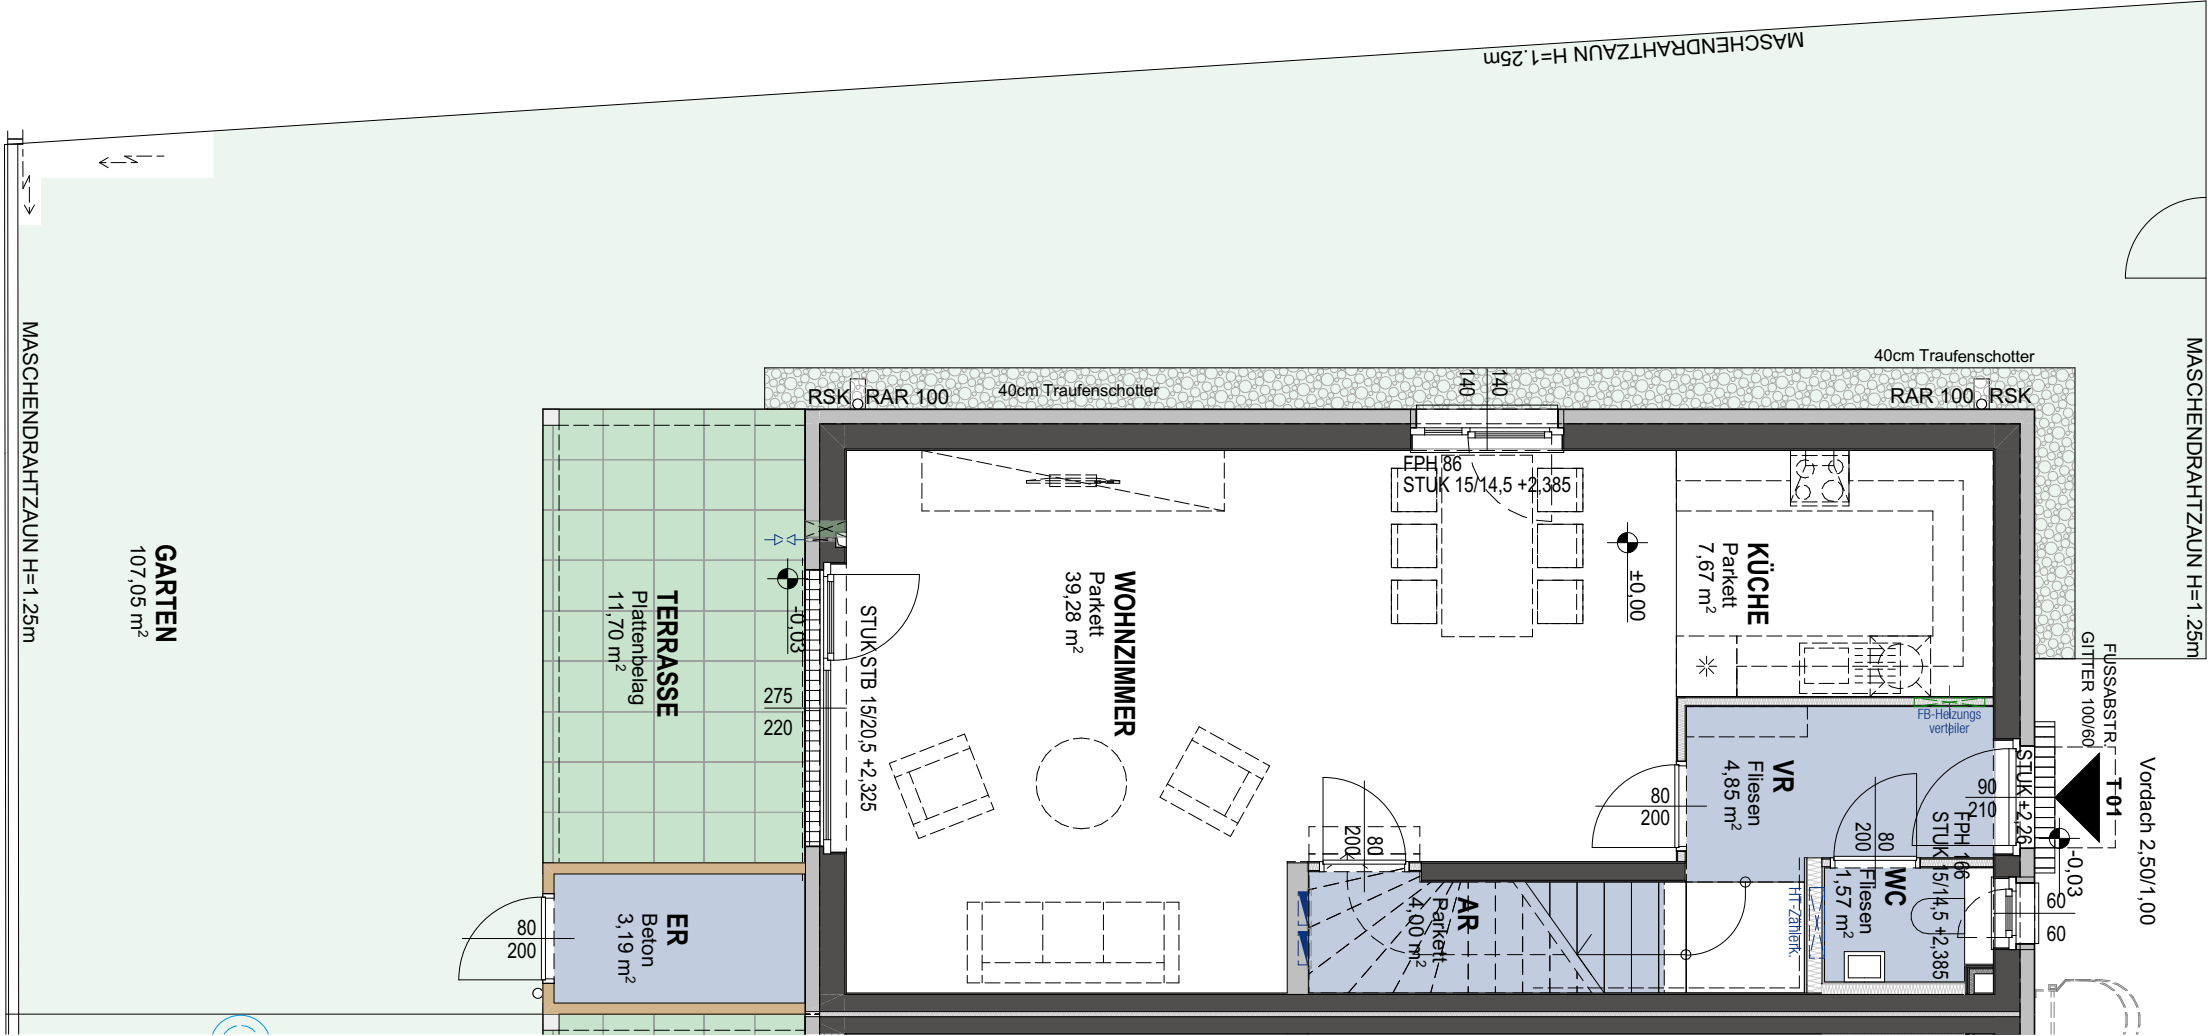 MASCHENDRAHTZAUN H=1.25m
MASCHENDRAHTZAUN H=1.25m
MASCHENDRAHTZAUN H=1.25m
GARTEN
107,05 m²
40cm Traufenschotter
40cm Traufenschotter
RSK
RAR 100
RAR 100
RSK
140
140
FPH 86
STUK 15/14,5 +2,385
TERRASSE
Plattenbelag
11,70 m²
-0,03
275
220
STUK STB 15/20,5 +2,325
WOHNZIMMER
Parkett
39,28 m²
±0,00
KÜCHE
Parkett
7,67 m²
FB-Heizungs
verteiler
VR
Fliesen
4,85 m²
80
200
80
200
80
200
90
210
STUK +2,26
FUSSABSTR.
GITTER 100/60
T 01
Vordach 2,50/1,00
-0,03
FPH 166
STUK 15/14,5 +2,385
WC
Fliesen
1,57 m²
60
60
HT-Zählerk.
AR
Parkett
4,00 m²
ER
Beton
3,19 m²
80
200